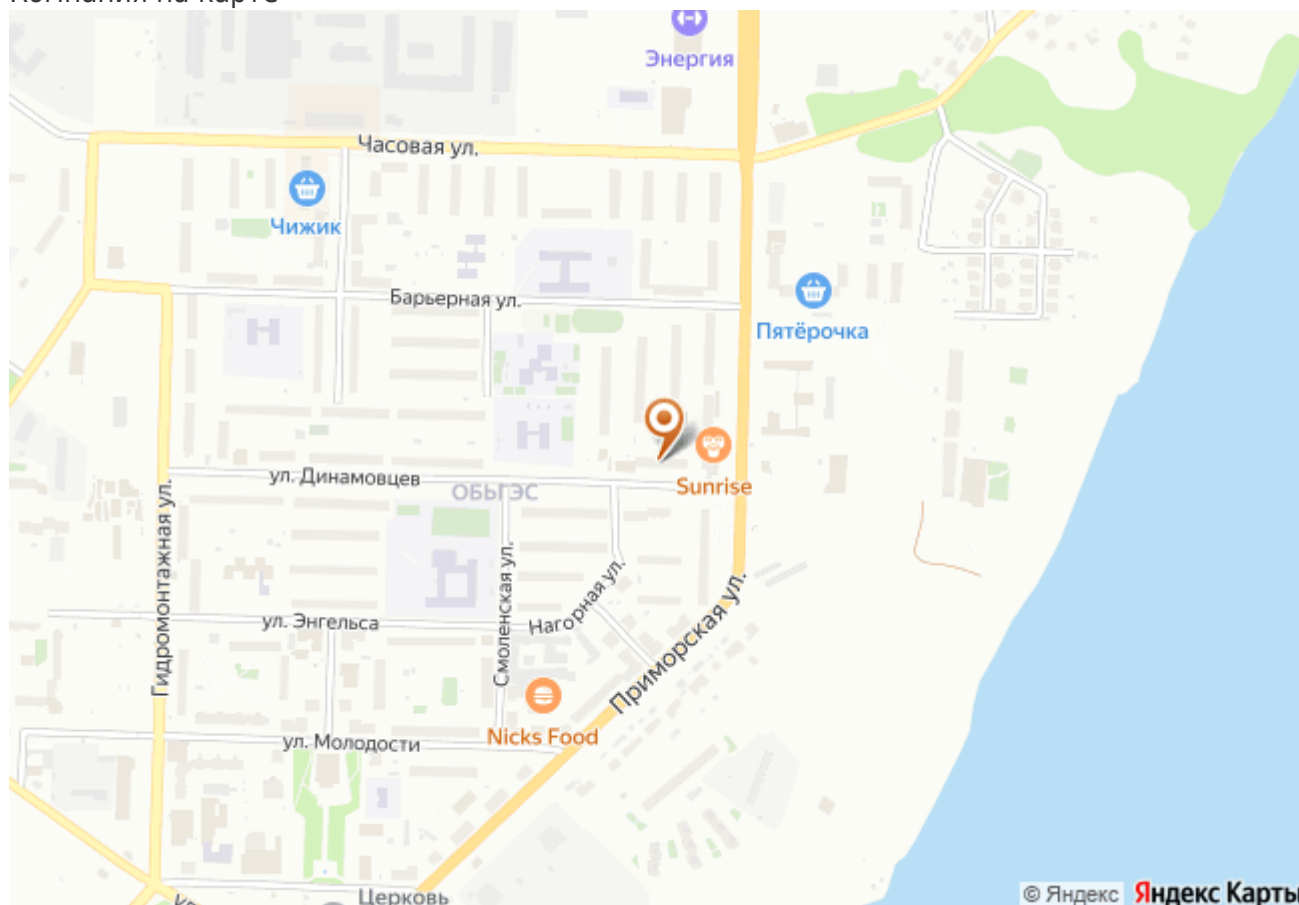 Энергия
Часовая ул.
Чижик
Барьерная ул.
Пятёрочка
ул. Динамовцев
ОБЬГЭС
Sunrise
Гидромонтажная ул.
Смоленская ул.
Нагорная ул.
ул. Энгельса
Приморская ул.
Nicks Food
ул. Молодости
Церковь
© Яндекс Яндекс Карты